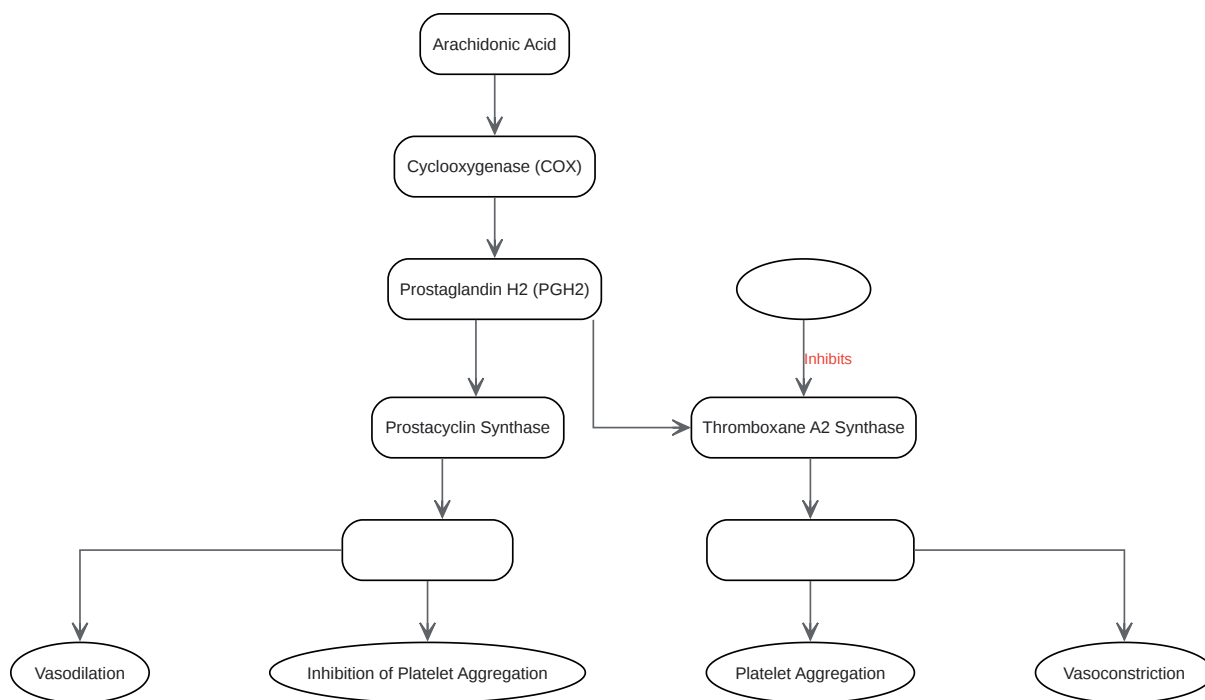 Arachidonic Acid
Cyclooxygenase (COX)
Prostaglandin H2 (PGH2)
Inhibits
Prostacyclin Synthase
Thromboxane A2 Synthase
Vasodilation
Inhibition of Platelet Aggregation
Platelet Aggregation
Vasoconstriction